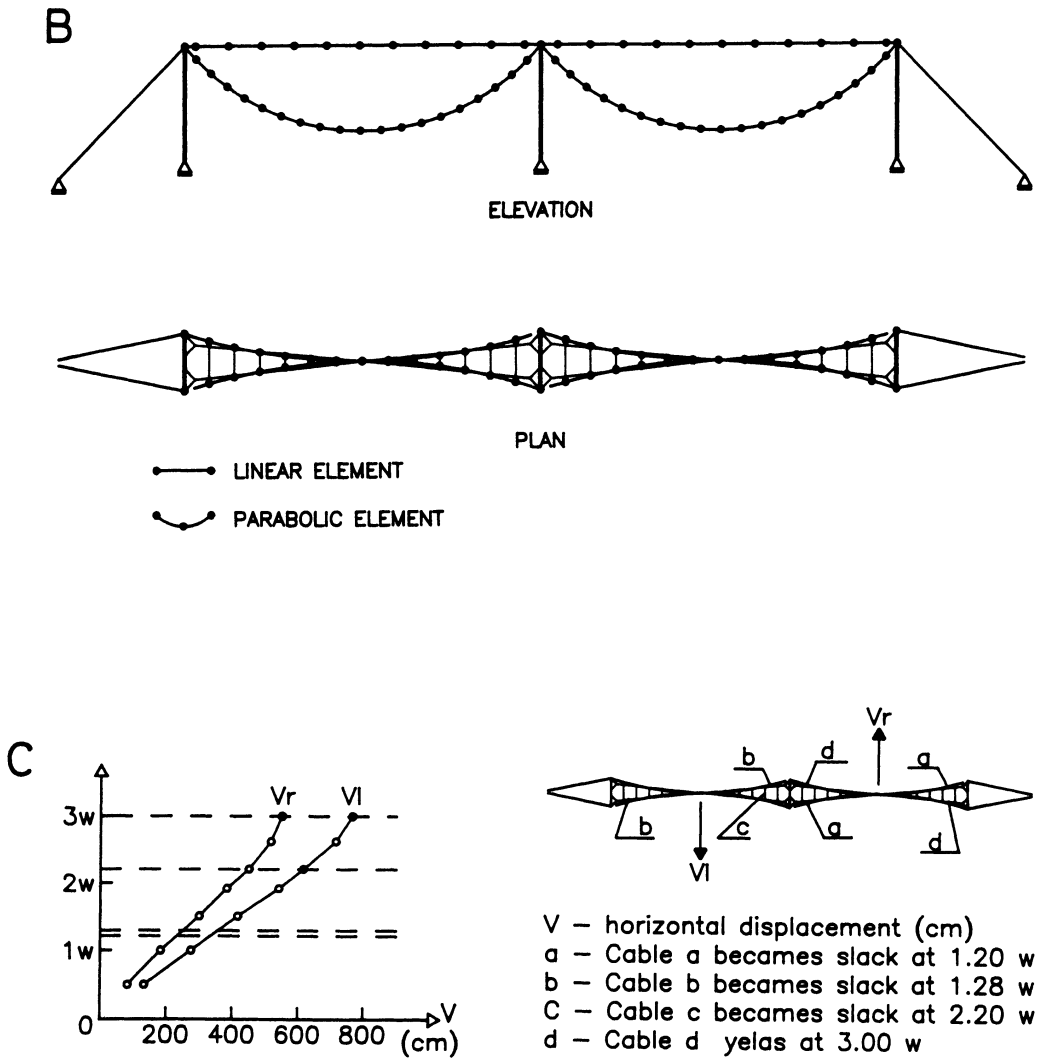 B
ELEVATION
PLAN
LINEAR ELEMENT
PARABOLIC ELEMENT
C
Vr Vl
3w
2w
1w
0
200 400 600 800 V
(cm)
Vr
b d a
b c a d
Vl
V – horizontal displacement (cm)
a – Cable a becames slack at 1.20 w
b – Cable b becames slack at 1.28 w
C – Cable c becames slack at 2.20 w
d – Cable d yelas at 3.00 w